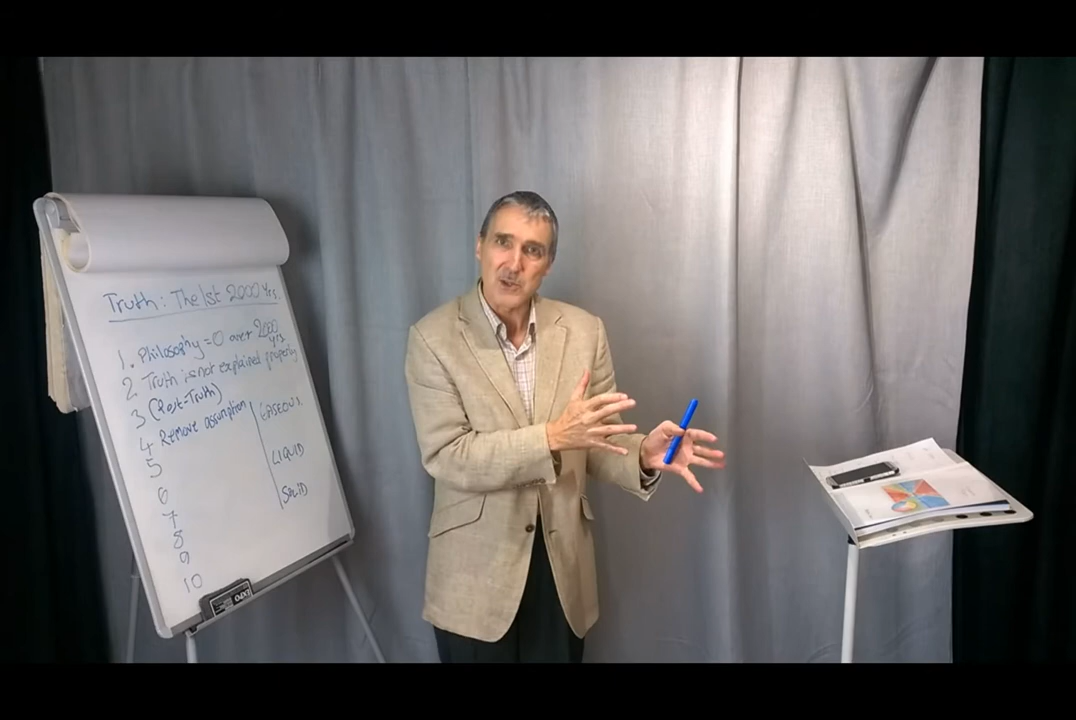 Truth: The 1st 2000 Yrs.
1. Philosophy = 0 over 2000 yrs
2 Truth is not explained properly
3 (Post-Truth)
4 Remove assumption
5
6
7
8
9
10
GASEOUS
LIQUID
SOLID